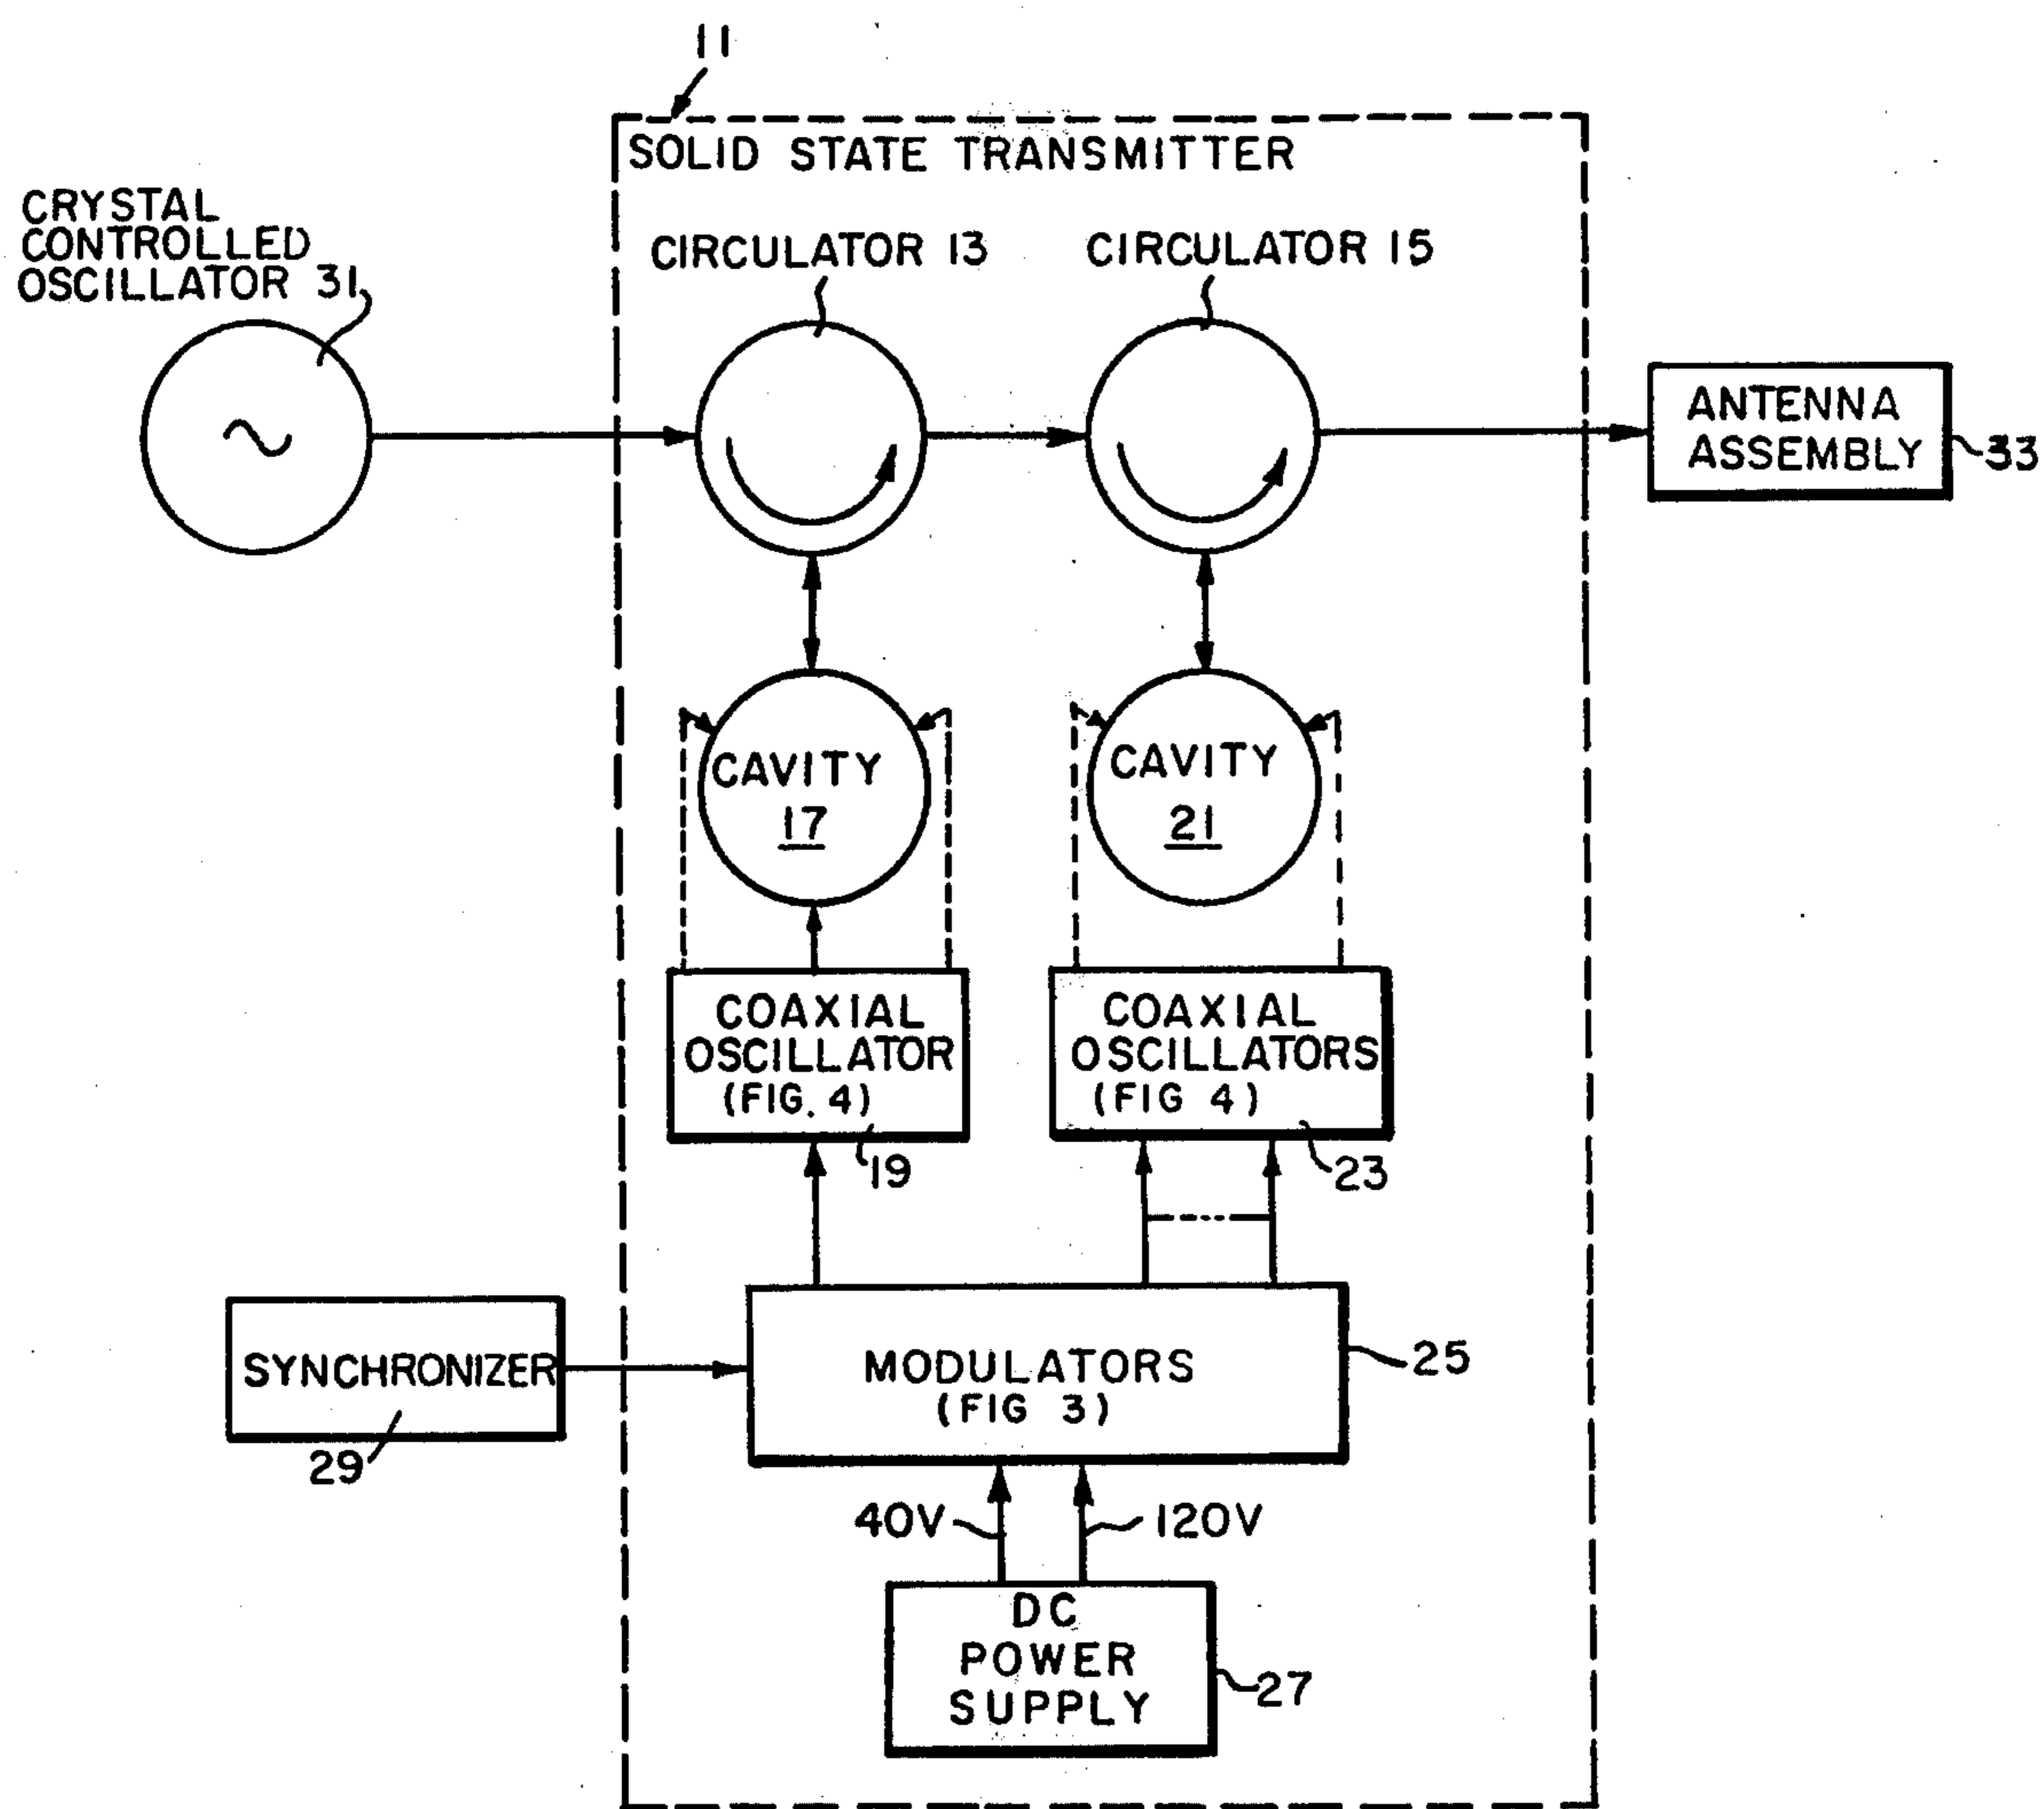 11
SOLID STATE TRANSMITTER
CRYSTAL
CONTROLLED
OSCILLATOR 31
CIRCULATOR 13
CIRCULATOR 15
ANTENNA
ASSEMBLY
33
CAVITY
17
CAVITY
21
COAXIAL
OSCILLATOR
(FIG. 4)
19
COAXIAL
OSCILLATORS
(FIG 4)
23
SYNCHRONIZER
29
MODULATORS
(FIG 3)
25
40V
120V
DC
POWER
SUPPLY
27